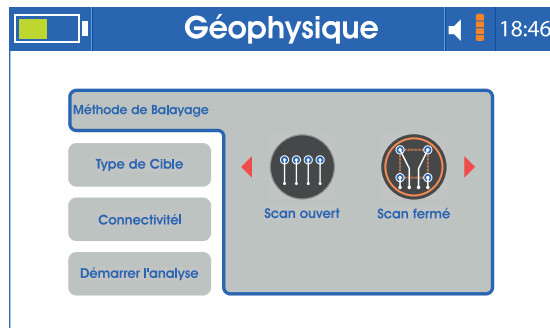 Géophysique
18:46
Méthode de Balayage
Type de Cible
Connectivitél
Démarrer l'analyse
Scan ouvert
Scan fermé